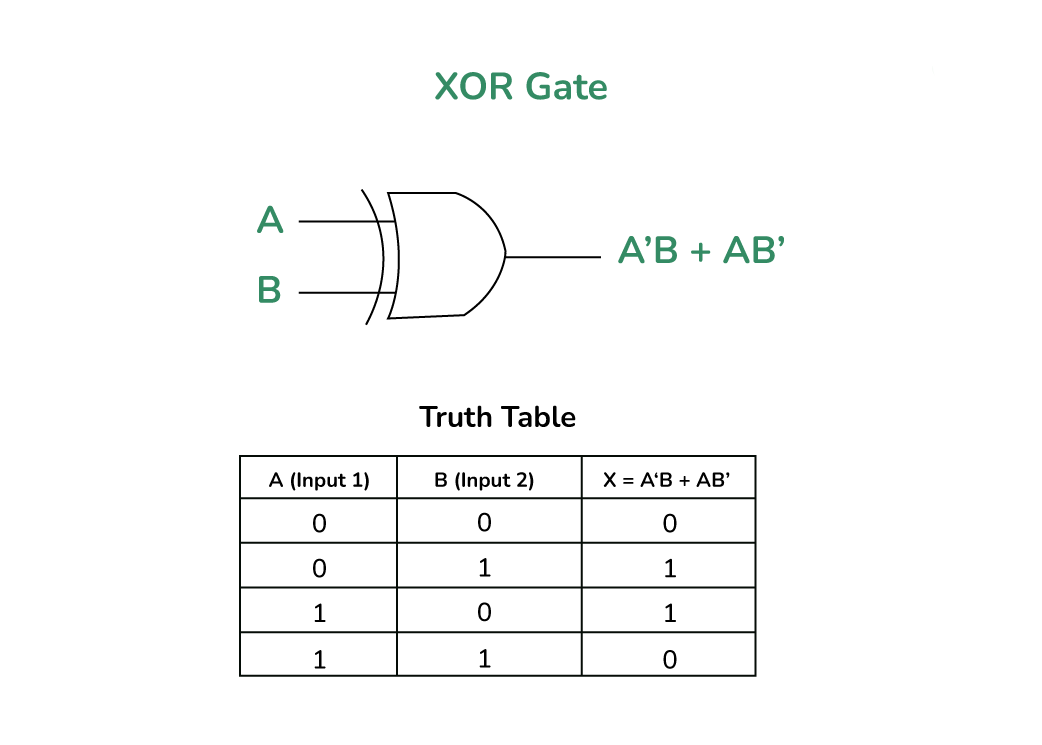 XOR Gate
A
A’B + AB’
B
Truth Table
A (Input 1) B (Input 2) X = A‘B + AB’
0 0 0
0 1 1
1 0 1
1 1 0